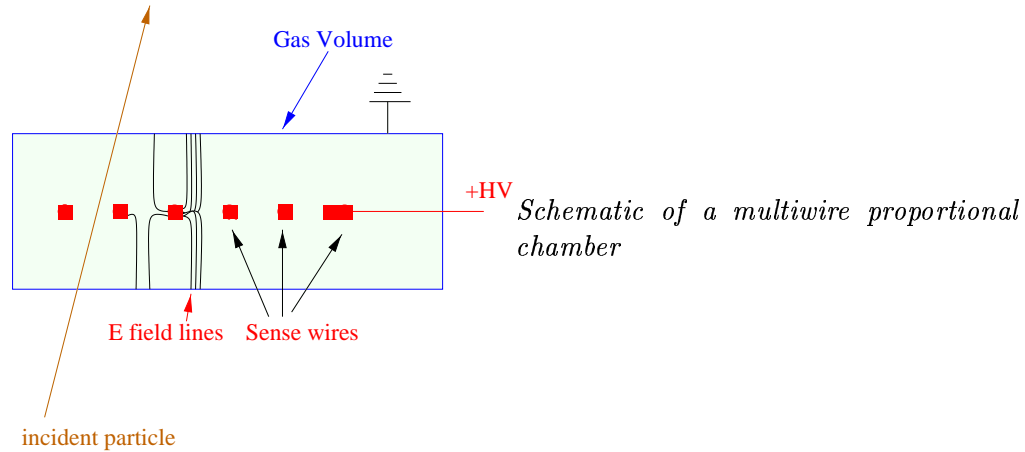 Gas Volume
+HV
Schematic of a multiwire proportional
chamber
E field lines
Sense wires
incident particle